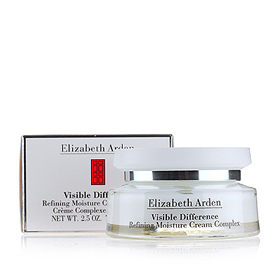 Elizabeth Arden
Visible
Refining Moisture C
Crème Complexe
NET WT. 2.5 OZ.
Elizabeth Arden
Visible Difference
Refining Moisture Cream Complex